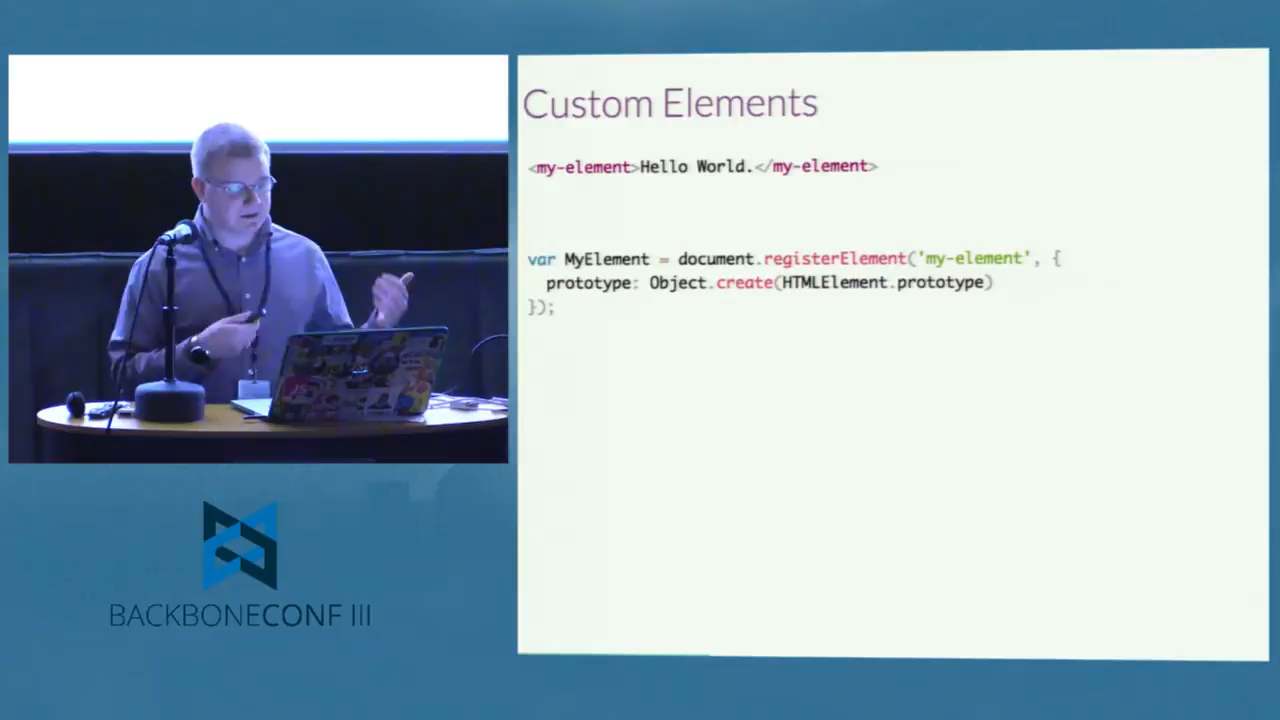 Custom Elements
<my-element>Hello World.</my-element>
var MyElement = document.registerElement('my-element', {
  prototype: Object.create(HTMLElement.prototype)
});
JS
BACKBONECONF III